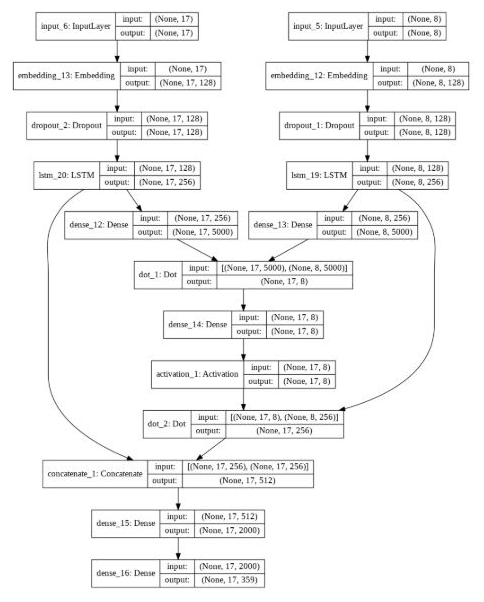 input_6: InputLayer input: (None, 17) output: (None, 17)
input_5: InputLayer input: (None, 8) output: (None, 8)
embedding_13: Embedding input: (None, 17) output: (None, 17, 128)
embedding_12: Embedding input: (None, 8) output: (None, 8, 128)
dropout_2: Dropout input: (None, 17, 128) output: (None, 17, 128)
dropout_1: Dropout input: (None, 8, 128) output: (None, 8, 128)
lstm_20: LSTM input: (None, 17, 128) output: (None, 17, 256)
lstm_19: LSTM input: (None, 8, 128) output: (None, 8, 256)
dense_12: Dense input: (None, 17, 256) output: (None, 17, 5000)
dense_13: Dense input: (None, 8, 256) output: (None, 8, 5000)
dot_1: Dot input: [(None, 17, 5000), (None, 8, 5000)] output: (None, 17, 8)
dense_14: Dense input: (None, 17, 8) output: (None, 17, 8)
activation_1: Activation input: (None, 17, 8) output: (None, 17, 8)
dot_2: Dot input: [(None, 17, 8), (None, 8, 256)] output: (None, 17, 256)
concatenate_1: Concatenate input: [(None, 17, 256), (None, 17, 256)] output: (None, 17, 512)
dense_15: Dense input: (None, 17, 512) output: (None, 17, 2000)
dense_16: Dense input: (None, 17, 2000) output: (None, 17, 359)